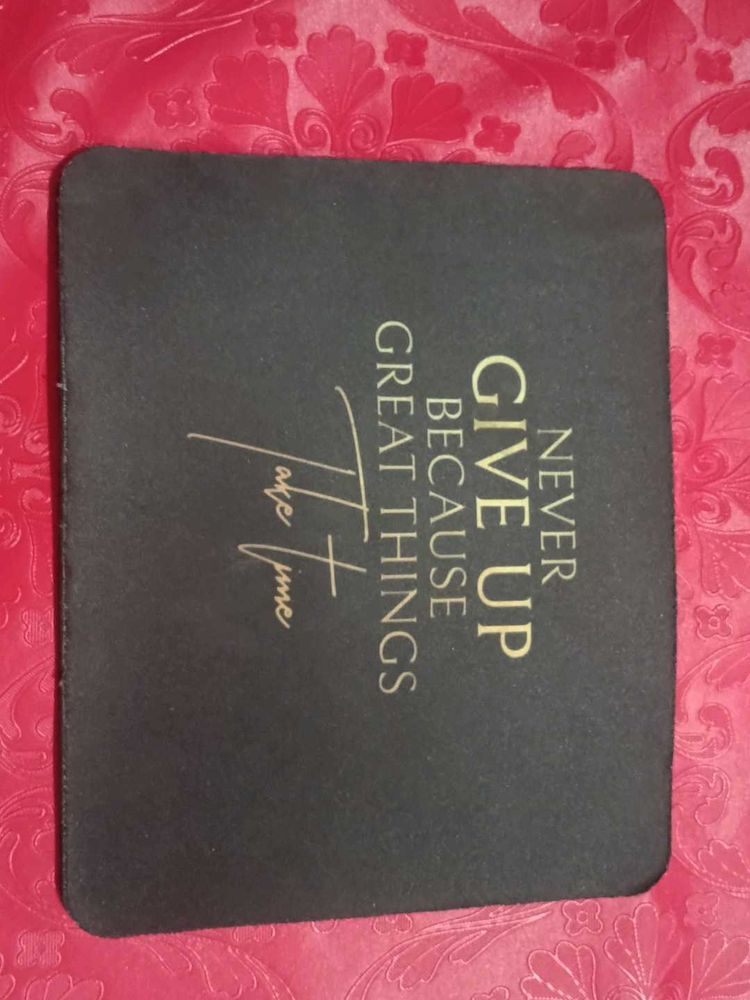 NEVER
GIVE UP
BECAUSE
GREAT THINGS
Take Time